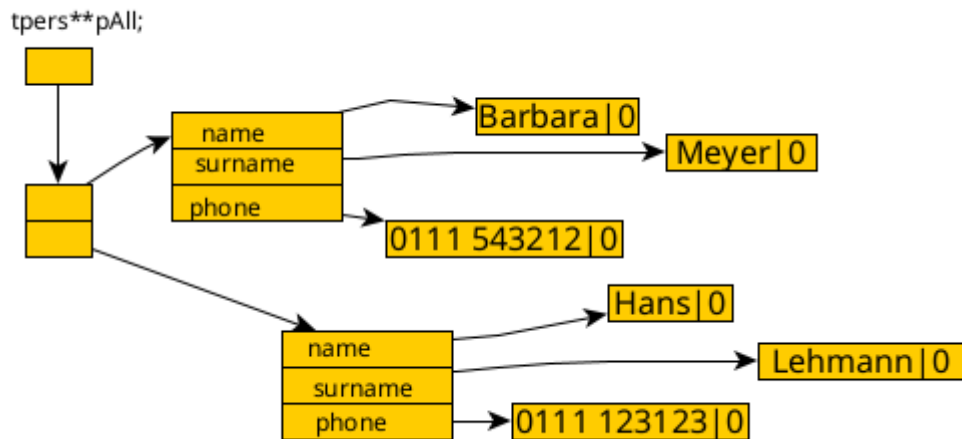 tpers**pAll;
name
Barbara|0
surname
Meyer|0
phone
0111 543212|0
name
Hans|0
surname
Lehmann|0
phone
0111 123123|0